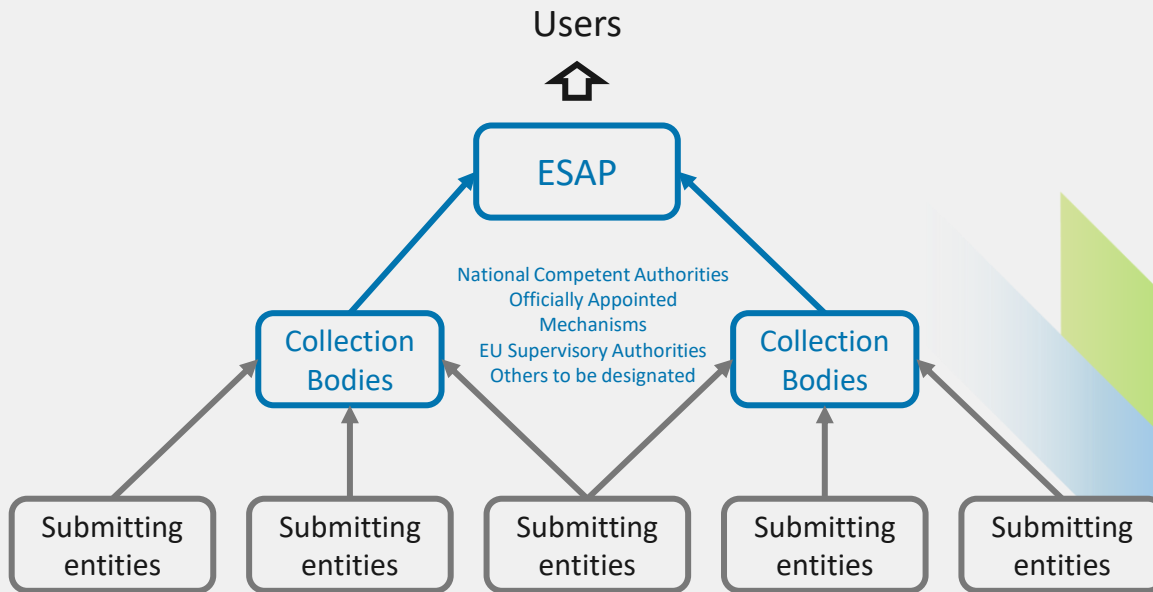 Users
ESAP
National Competent Authorities
Officially Appointed
Mechanisms
EU Supervisory Authorities
Others to be designated
Collection
Bodies
Collection
Bodies
Submitting
entities
Submitting
entities
Submitting
entities
Submitting
entities
Submitting
entities